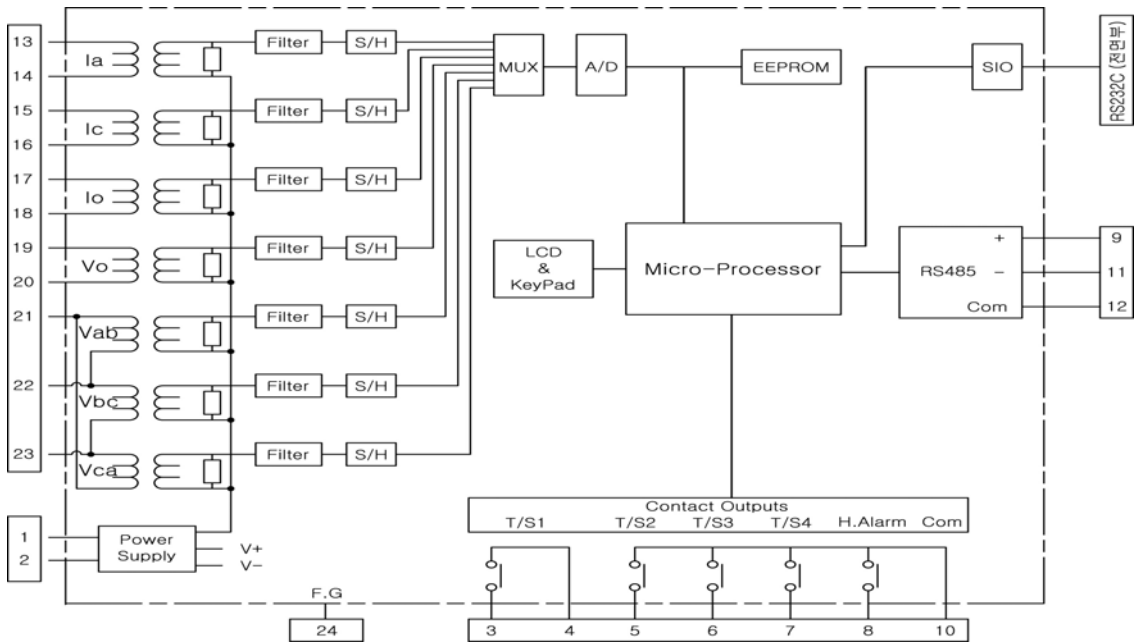 13
Ia
Filter
S/H
14
MUX
A/D
EEPROM
SIO
RS232C (전면부)
15
Ic
Filter
S/H
16
17
Io
Filter
S/H
18
19
Vo
Filter
S/H
20
LCD
&
KeyPad
Micro-Processor
RS485
+
-
Com
9
11
12
21
Vab
Filter
S/H
22
Vbc
Filter
S/H
23
Vca
Filter
S/H
1
2
Power
Supply
V+
V-
Contact Outputs
T/S1 T/S2 T/S3 T/S4 H.Alarm Com
F.G
24
3 4 5 6 7 8 10